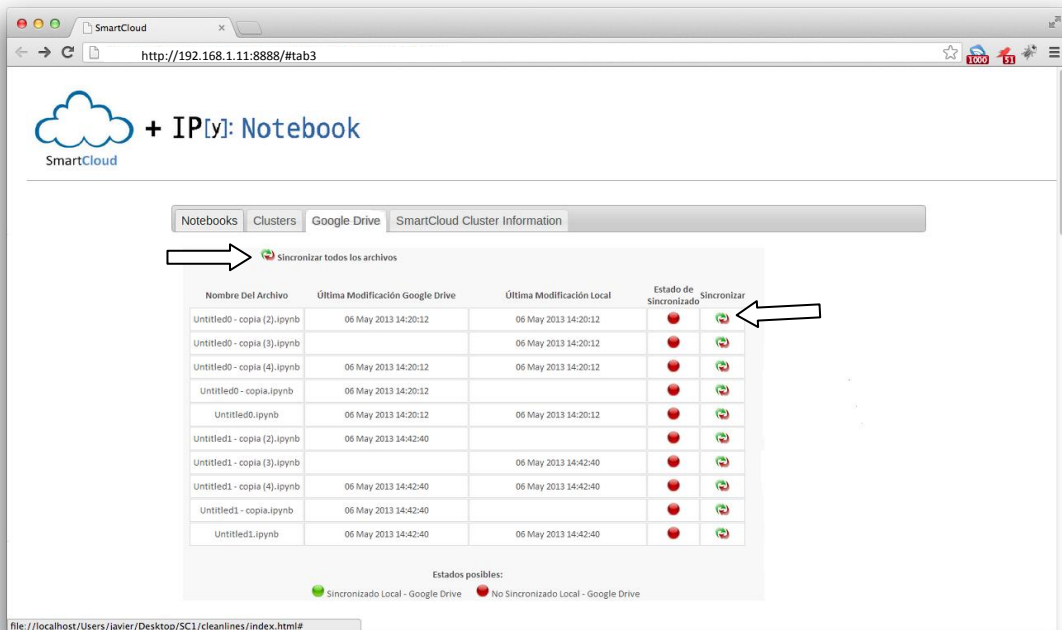 SmartCloud
http://192.168.1.11:8888/#tab3
1000
51
+ IP[y]: Notebook
SmartCloud
Notebooks Clusters Google Drive SmartCloud Cluster Information
Sincronizar todos los archivos
Nombre Del Archivo Última Modificación Google Drive Última Modificación Local Estado de Sincronizado Sincronizar
Untitled0 - copia (2).ipynb 06 May 2013 14:20:12 06 May 2013 14:20:12
Untitled0 - copia (3).ipynb 06 May 2013 14:20:12
Untitled0 - copia (4).ipynb 06 May 2013 14:20:12 06 May 2013 14:20:12
Untitled0 - copia.ipynb 06 May 2013 14:20:12
Untitled0.ipynb 06 May 2013 14:20:12 06 May 2013 14:20:12
Untitled1 - copia (2).ipynb 06 May 2013 14:42:40
Untitled1 - copia (3).ipynb 06 May 2013 14:42:40
Untitled1 - copia (4).ipynb 06 May 2013 14:42:40 06 May 2013 14:42:40
Untitled1 - copia.ipynb 06 May 2013 14:42:40
Untitled1.ipynb 06 May 2013 14:42:40 06 May 2013 14:42:40
Estados posibles:
Sincronizado Local - Google Drive No Sincronizado Local - Google Drive
file://localhost/Users/javier/Desktop/SC1/cleanlines/index.html#